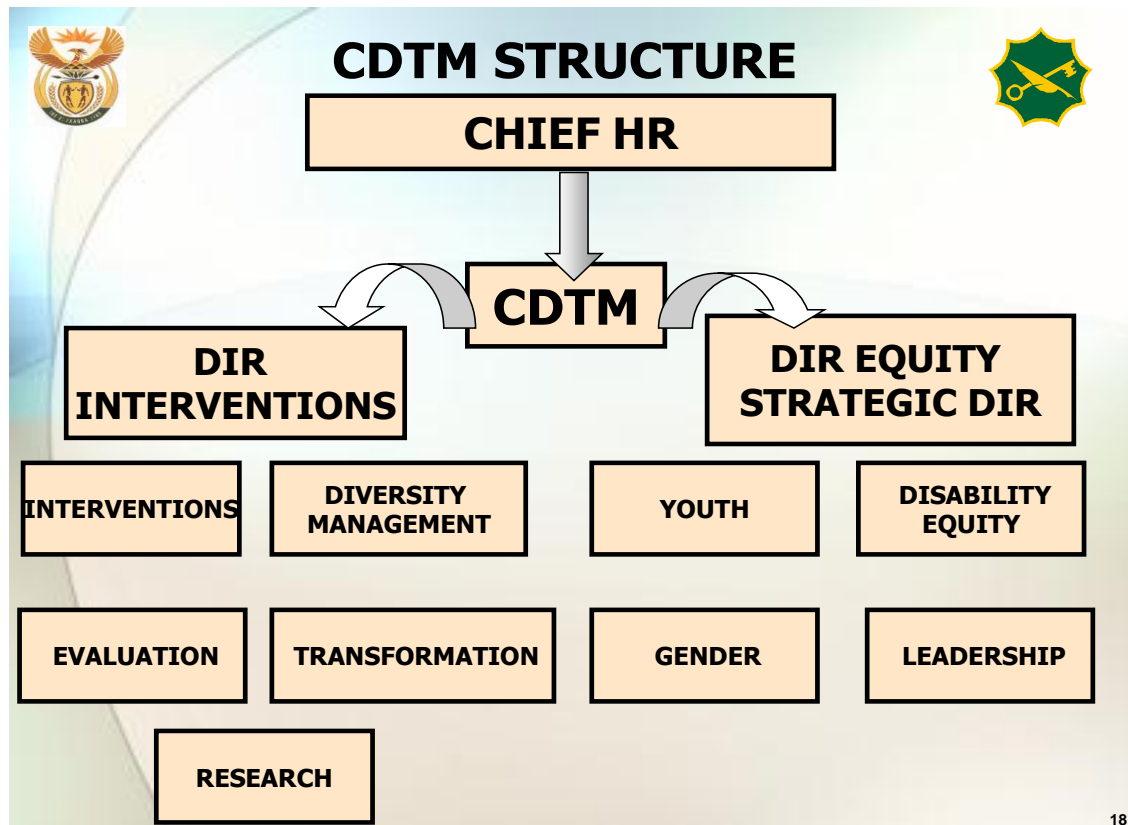 CDTM STRUCTURE
CHIEF HR
CDTM
DIR
INTERVENTIONS
DIR EQUITY
STRATEGIC DIR
INTERVENTIONS
DIVERSITY
MANAGEMENT
YOUTH
DISABILITY
EQUITY
EVALUATION
TRANSFORMATION
GENDER
LEADERSHIP
RESEARCH
18